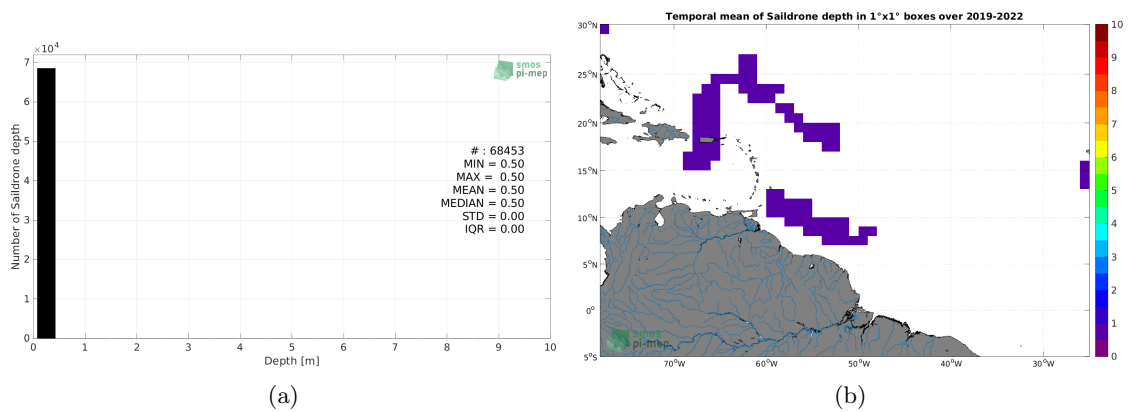 ×10⁴
7
6
5
4
3
2
1
0
Number of Saildrone depth
smos
pi-mep
# : 68453
MIN = 0.50
MAX = 0.50
MEAN = 0.50
MEDIAN = 0.50
STD = 0.00
IQR = 0.00
0 1 2 3 4 5 6 7 8 9 10
Depth [m]
(a)
Temporal mean of Saildrone depth in 1°x1° boxes over 2019-2022
30°N
25°N
20°N
15°N
10°N
5°N
0°
5°S
smos
pi-mep
70°W 60°W 50°W 40°W 30°W
10
9
8
7
6
5
4
3
2
1
0
(b)